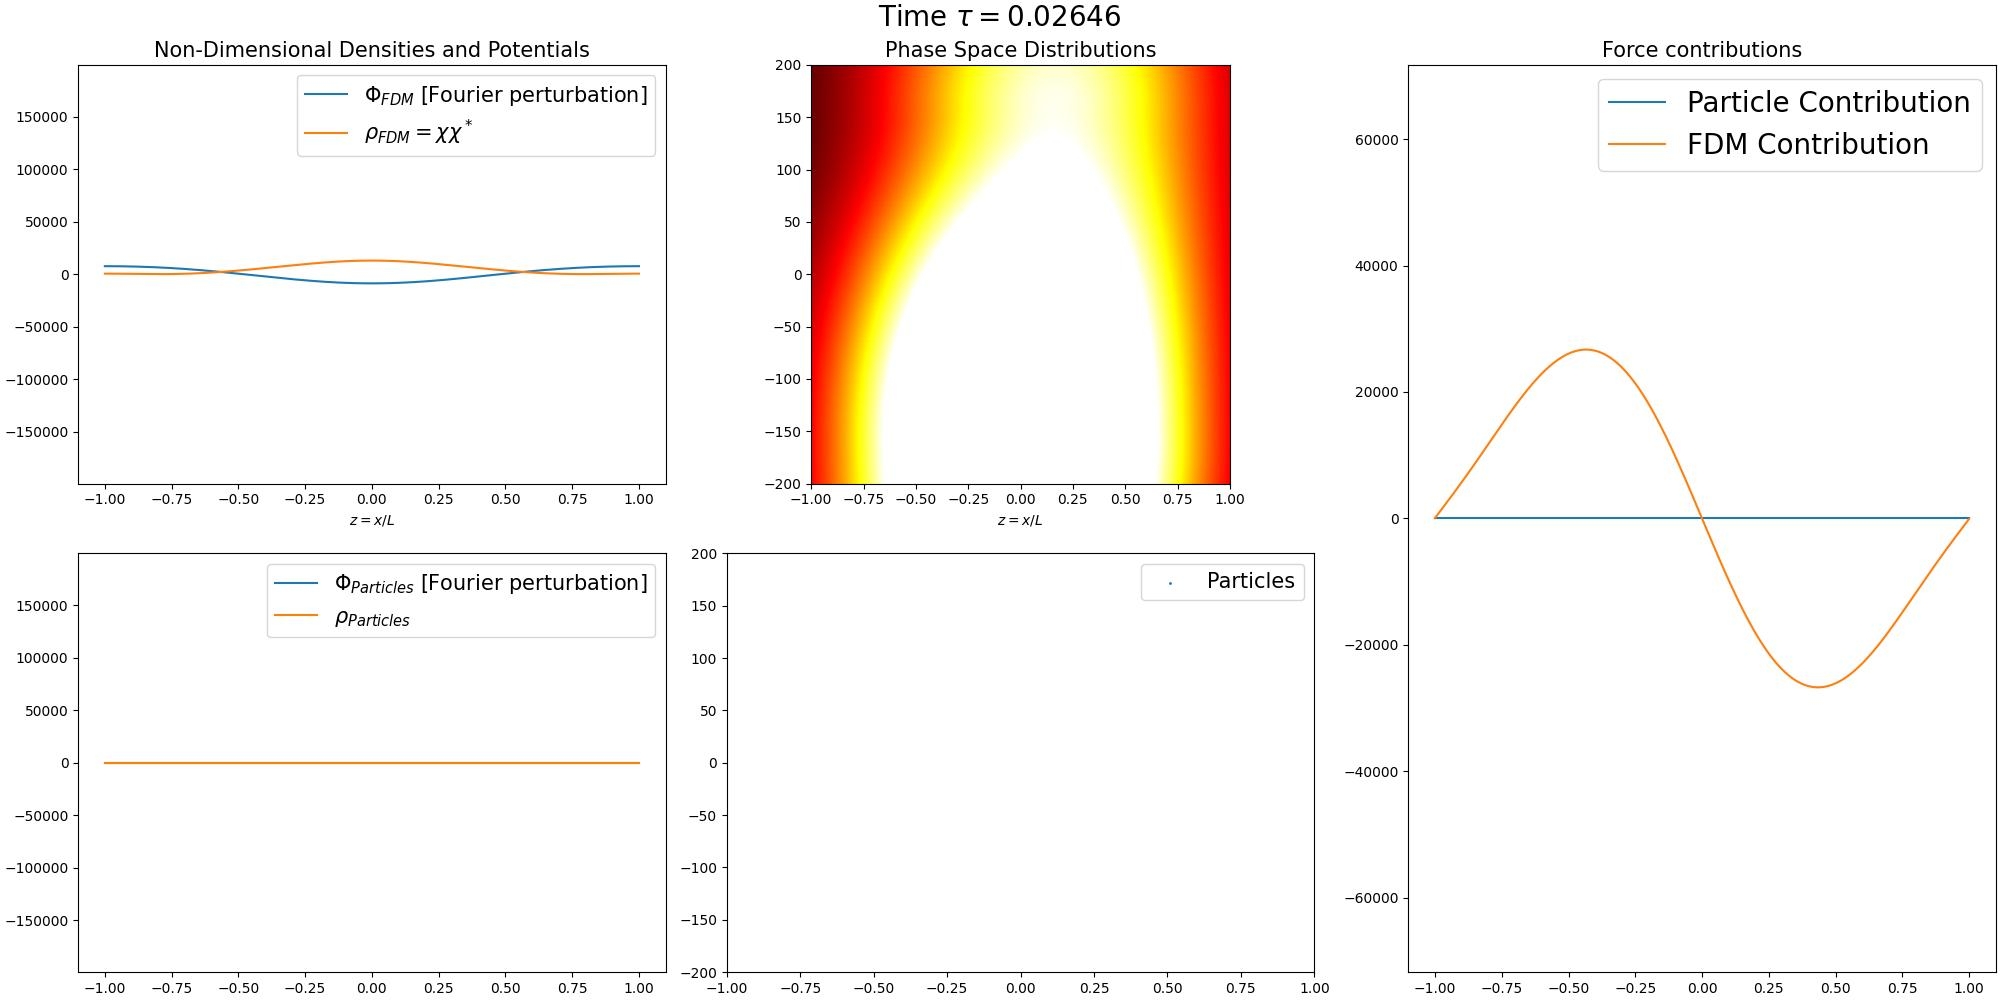 Time τ = 0.02646
Non-Dimensional Densities and Potentials
Φ_FDM [Fourier perturbation]
ρ_FDM = χχ*
150000
100000
50000
0
−50000
−100000
−150000
−1.00 −0.75 −0.50 −0.25 0.00 0.25 0.50 0.75 1.00
z = x/L
Phase Space Distributions
200
150
100
50
0
−50
−100
−150
−200
−1.00 −0.75 −0.50 −0.25 0.00 0.25 0.50 0.75 1.00
z = x/L
Force contributions
Particle Contribution
FDM Contribution
60000
40000
20000
0
−20000
−40000
−60000
−1.00 −0.75 −0.50 −0.25 0.00 0.25 0.50 0.75 1.00
Φ_Particles [Fourier perturbation]
ρ_Particles
150000
100000
50000
0
−50000
−100000
−150000
−1.00 −0.75 −0.50 −0.25 0.00 0.25 0.50 0.75 1.00
Particles
200
150
100
50
0
−50
−100
−150
−200
−1.00 −0.75 −0.50 −0.25 0.00 0.25 0.50 0.75 1.00